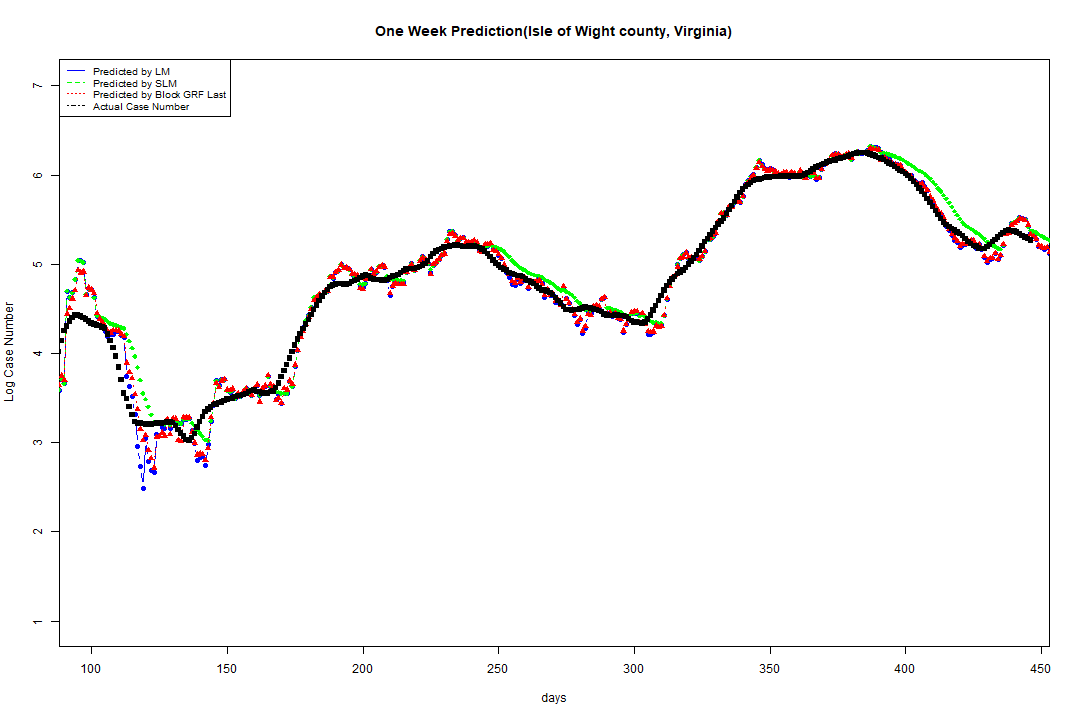 One Week Prediction(Isle of Wight county, Virginia)
Predicted by LM
Predicted by SLM
Predicted by Block GRF Last
Actual Case Number
Log Case Number
7
6
5
4
3
2
1
100 150 200 250 300 350 400 450
days